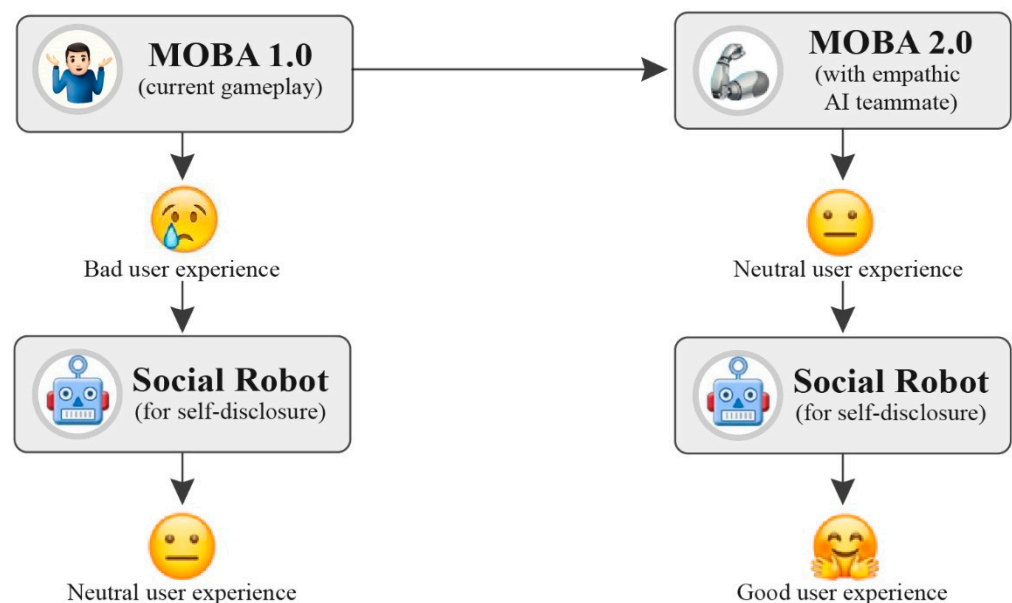 MOBA 1.0
(current gameplay)
MOBA 2.0
(with empathic
AI teammate)
Bad user experience
Neutral user experience
Social Robot
(for self-disclosure)
Social Robot
(for self-disclosure)
Neutral user experience
Good user experience